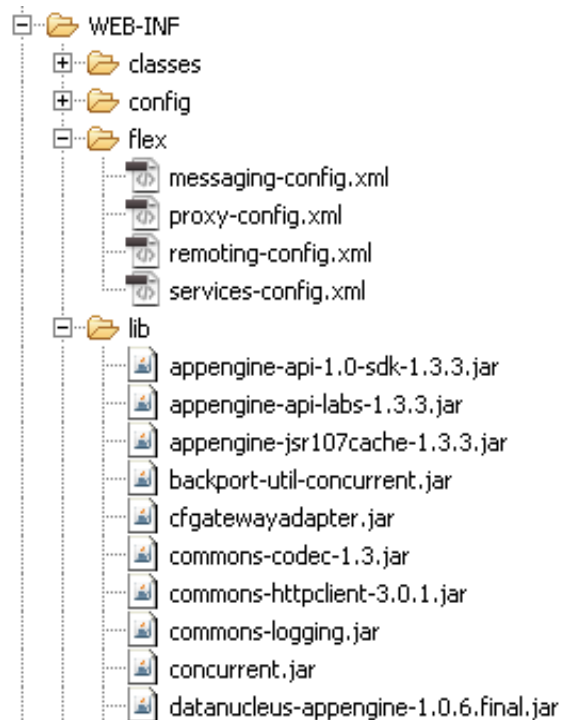 WEB-INF
classes
config
flex
messaging-config.xml
proxy-config.xml
remoting-config.xml
services-config.xml
lib
appengine-api-1.0-sdk-1.3.3.jar
appengine-api-labs-1.3.3.jar
appengine-jsr107cache-1.3.3.jar
backport-util-concurrent.jar
cfgatewayadapter.jar
commons-codec-1.3.jar
commons-httpclient-3.0.1.jar
commons-logging.jar
concurrent.jar
datanucleus-appengine-1.0.6.final.jar